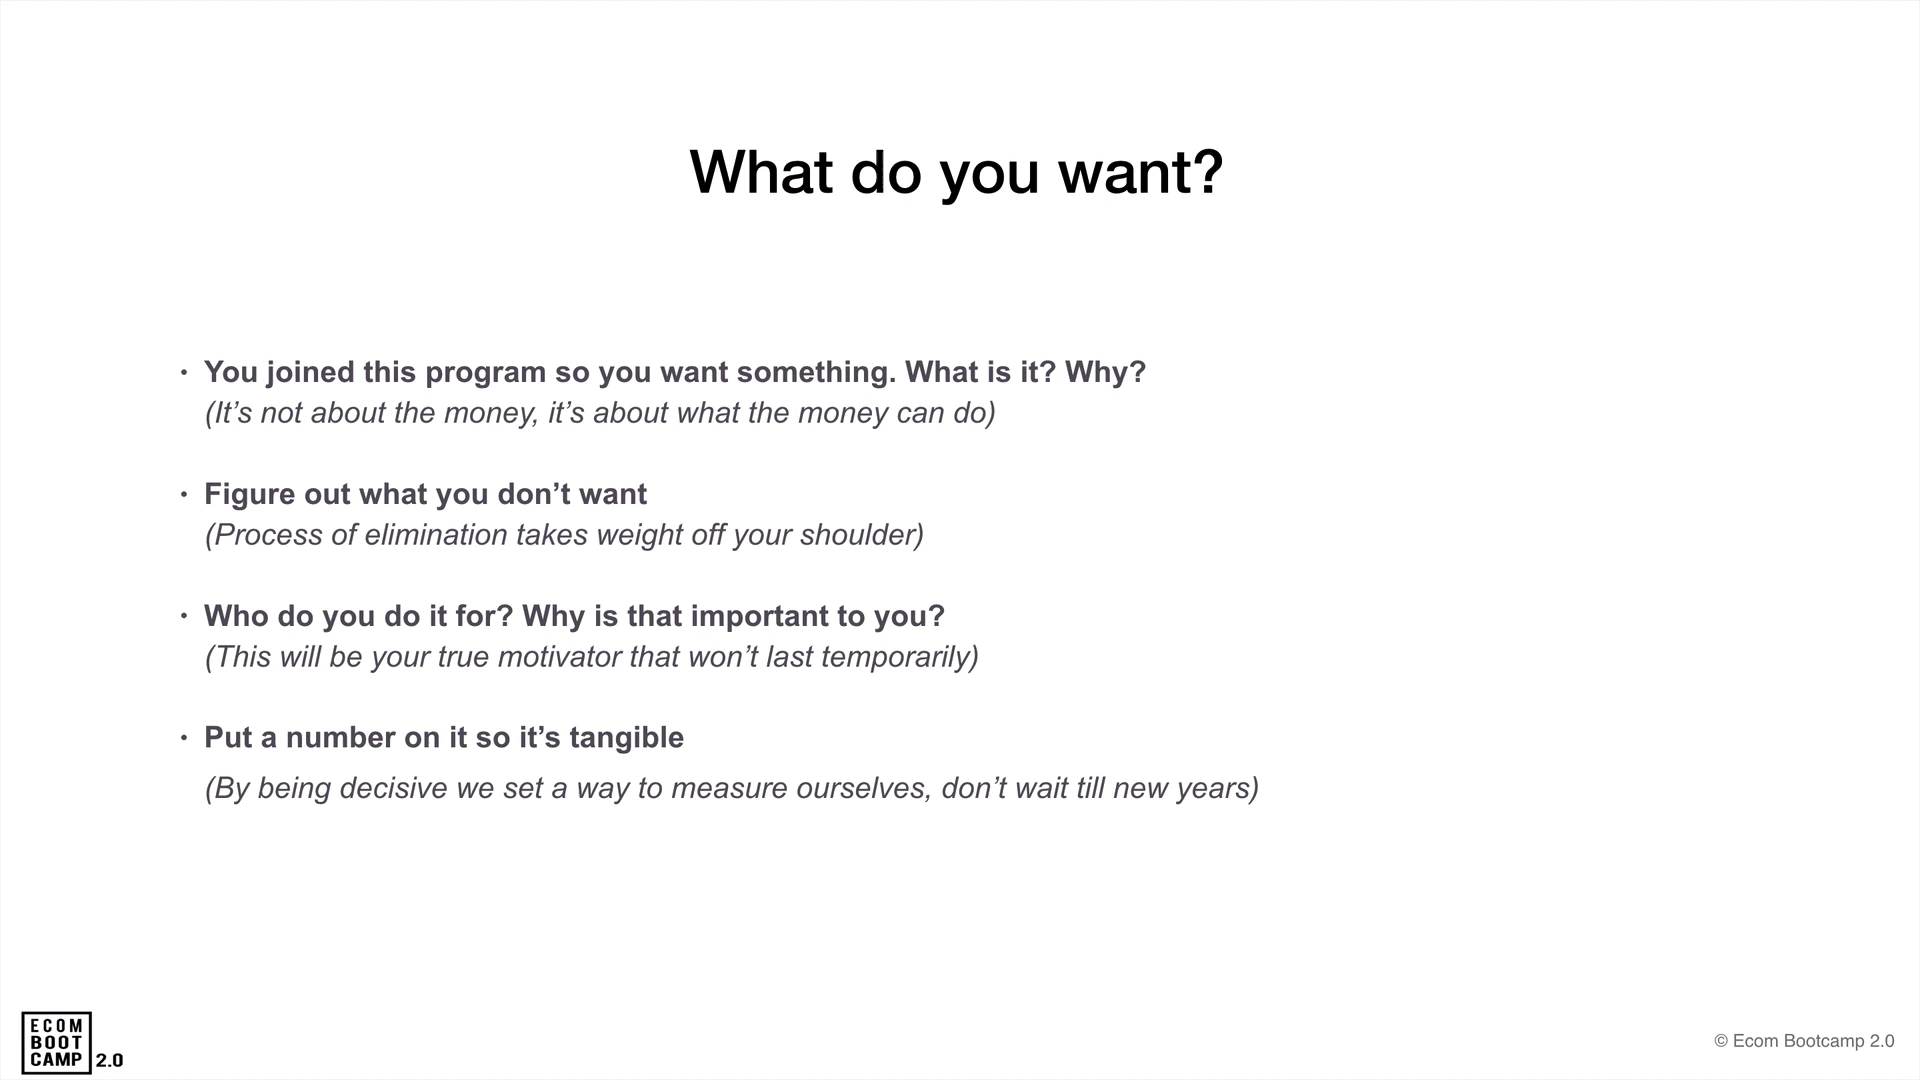 What do you want?
• You joined this program so you want something. What is it? Why?
(It’s not about the money, it’s about what the money can do)
• Figure out what you don’t want
(Process of elimination takes weight off your shoulder)
• Who do you do it for? Why is that important to you?
(This will be your true motivator that won’t last temporarily)
• Put a number on it so it’s tangible
(By being decisive we set a way to measure ourselves, don’t wait till new years)
ECOM
BOOT
CAMP 2.0
© Ecom Bootcamp 2.0